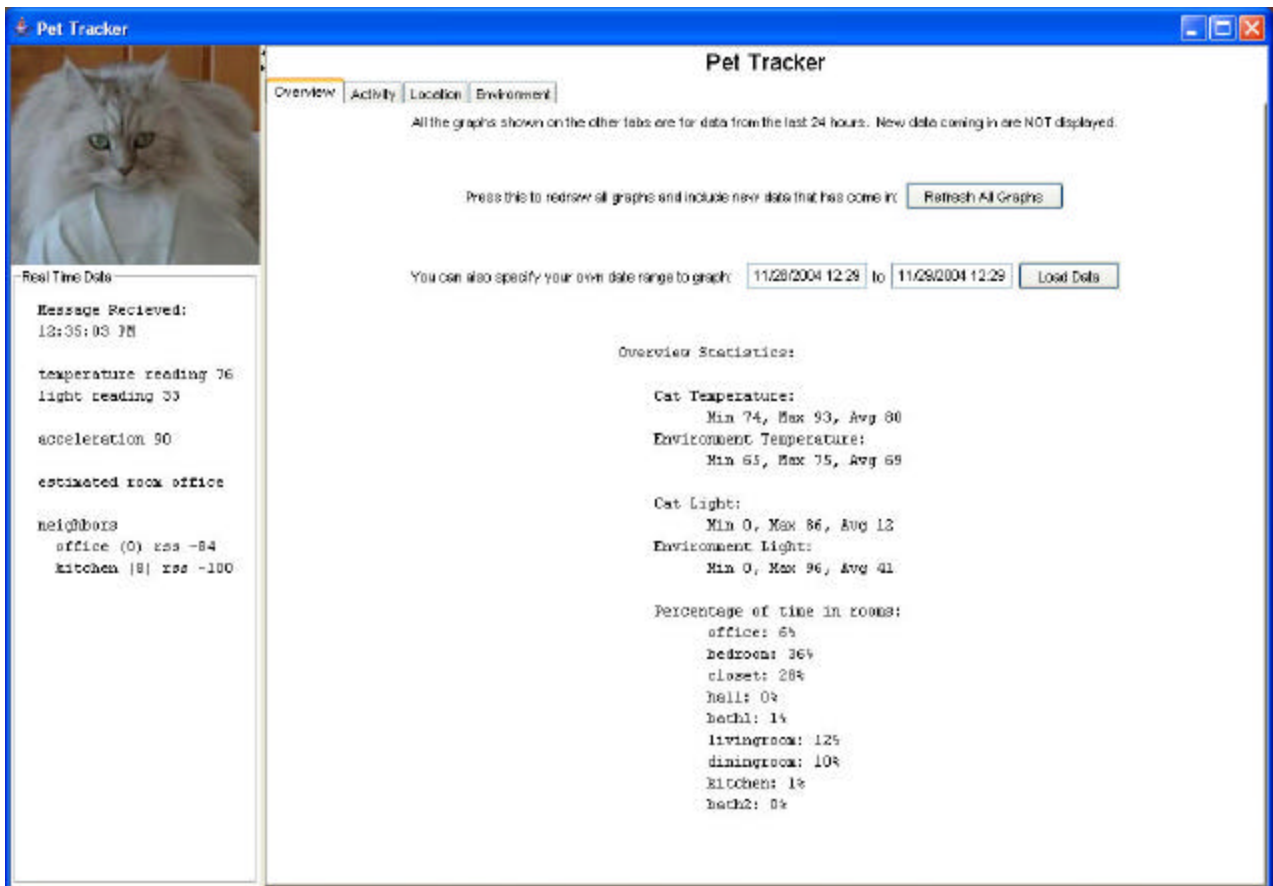 Pet Tracker
Pet Tracker
Overview Activity Location Environment
All the graphs shown on the other tabs are for data from the last 24 hours. New data coming in are NOT displayed.
Press this to redraw all graphs and include new data that has come in: Refresh All Graphs
You can also specify your own date range to graph: 11/28/2004 12:29 to 11/29/2004 12:29 Load Data
Real Time Data
Message Recieved:
12:35:03 PM
temperature reading 76
light reading 33
acceleration 90
estimated room office
neighbors
office (0) rss -84
kitchen (8) rss -100
Overview Statistics:
Cat Temperature:
Min 74, Max 93, Avg 80
Environment Temperature:
Min 65, Max 75, Avg 69
Cat Light:
Min 0, Max 86, Avg 12
Environment Light:
Min 0, Max 96, Avg 41
Percentage of time in rooms:
office: 6%
bedroom: 36%
closet: 28%
hall: 0%
bath1: 1%
livingroom: 12%
diningroom: 10%
kitchen: 1%
bath2: 0%